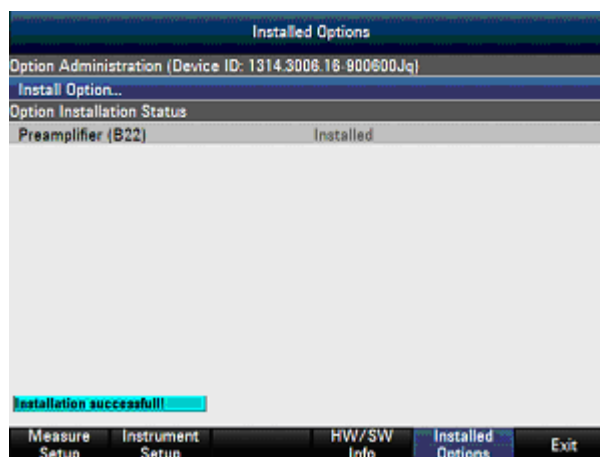 Installed Options
Option Administration (Device ID: 1314.3006.16-900600Jq)
Install Option...
Option Installation Status
Preamplifier (B22) Installed
Installation successfull!
Measure Setup
Instrument Setup
HW/SW Info
Installed Options
Exit